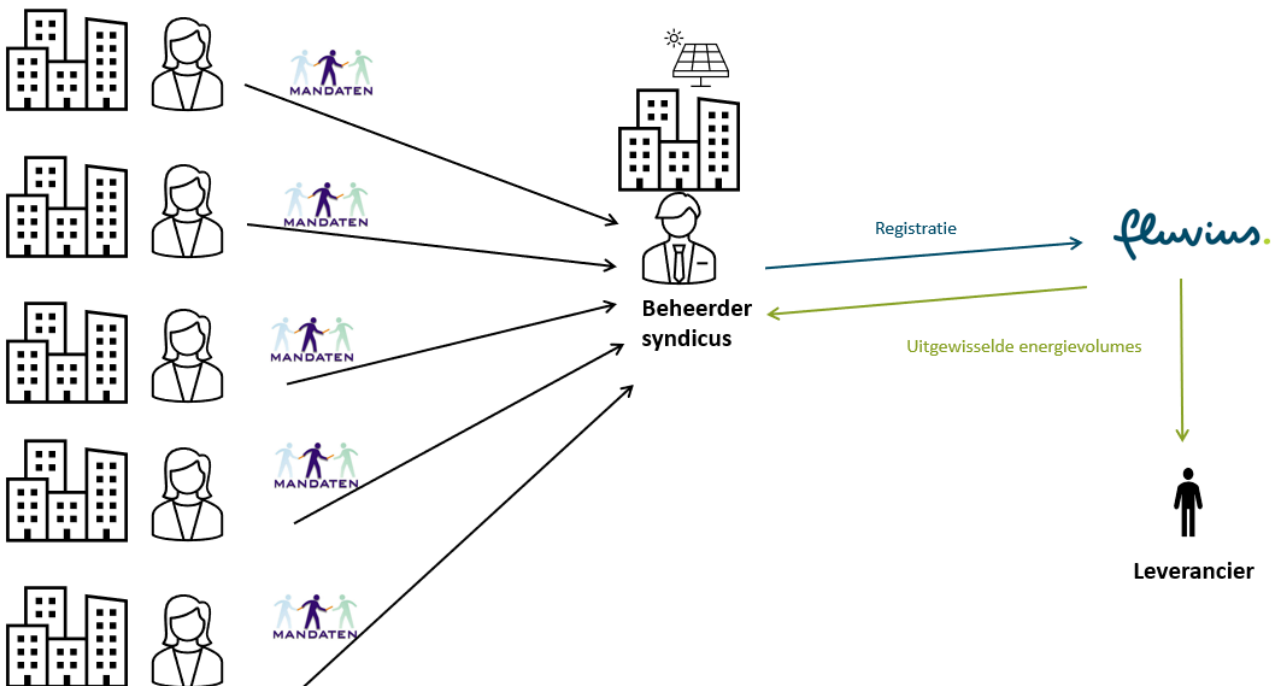 MANDATEN
MANDATEN
MANDATEN
MANDATEN
MANDATEN
Beheerder
syndicus
Registratie
fluvius.
Uitgewisselde energievolumes
Leverancier